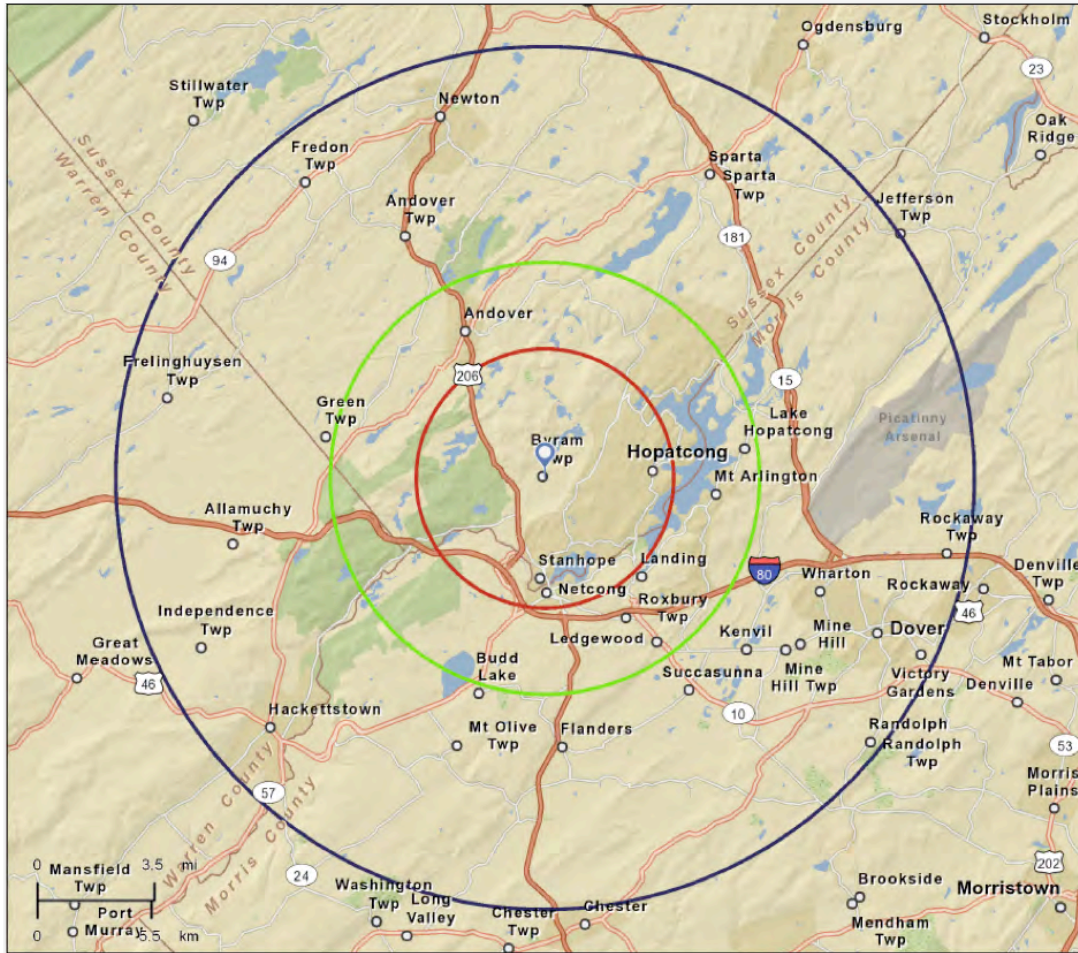 Ogdensburg
Stockholm
23
Stillwater
Twp
Newton
Oak
Ridge
Fredon
Twp
Sparta
Sparta
Twp
Sussex County
Warren County
Andover
Twp
Jefferson
Twp
181
94
Sussex County
Morris County
Andover
Frelinghuysen
Twp
206
15
Green
Twp
Lake
Hopatcong
Picatinny
Arsenal
Byram
Twp
Hopatcong
Mt Arlington
Allamuchy
Twp
Rockaway
Twp
Stanhope
Landing
80
Wharton
Rockaway
Denville
Twp
Netcong
Roxbury
Twp
46
Independence
Twp
Ledgewood
Kenvil
Mine
Hill
Dover
Great
Meadows
46
Budd
Lake
Succasunna
Mine
Hill Twp
Victory
Gardens
Mt Tabor
Denville
Hackettstown
10
Mt Olive
Twp
Flanders
Randolph
Randolph
Twp
53
Warren County
Morris County
57
Morris
Plains
0 3.5 mi
Mansfield
Twp
24
202
Washington
Twp
Long
Valley
Chester
Twp
Chester
Brookside
Morristown
Mendham
Twp
Port
Murray
0 5.5 km